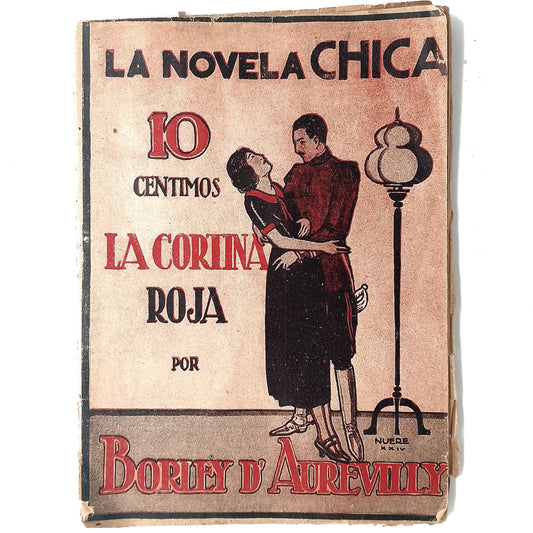 LA NOVELA CHICA
10
CENTIMOS
LA CORTINA
ROJA
POR
NUERE
XXIV
BORLEY D' AUREVILLY